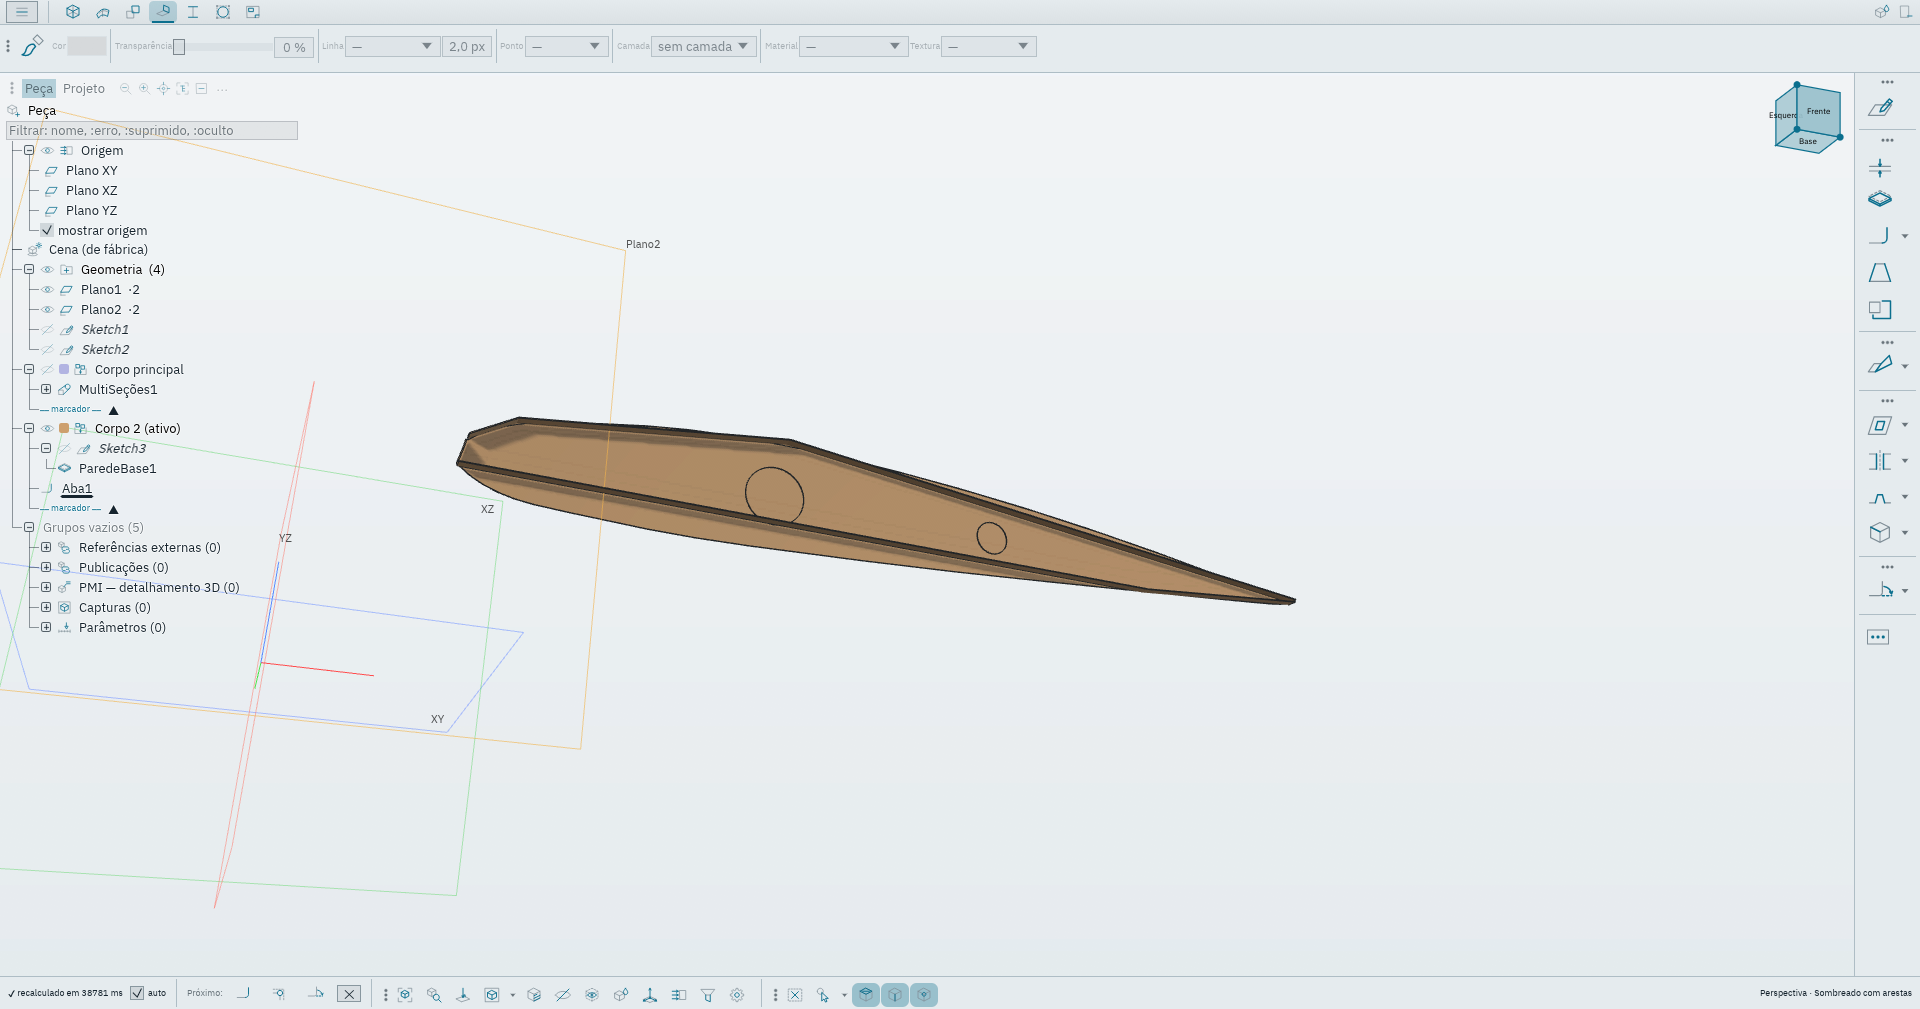 Cor
Transparência
0 %
Linha
—
2,0 px
Ponto
—
Camada
sem camada
Material
—
Textura
—
Peça
Projeto
Peça
Filtrar: nome, :erro, :suprimido, :oculto
Origem
Plano XY
Plano XZ
Plano YZ
mostrar origem
Cena (de fábrica)
Geometria (4)
Plano1 ·2
Plano2 ·2
Sketch1
Sketch2
Corpo principal
MultiSeções1
marcador
Corpo 2 (ativo)
Sketch3
ParedeBase1
Aba1
marcador
Grupos vazios (5)
Referências externas (0)
Publicações (0)
PMI — detalhamento 3D (0)
Capturas (0)
Parâmetros (0)
Plano2
XZ
YZ
XY
Frente
Base
✓ recalculado em 38781 ms
auto
Próximo:
Perspectiva · Sombreado com arestas